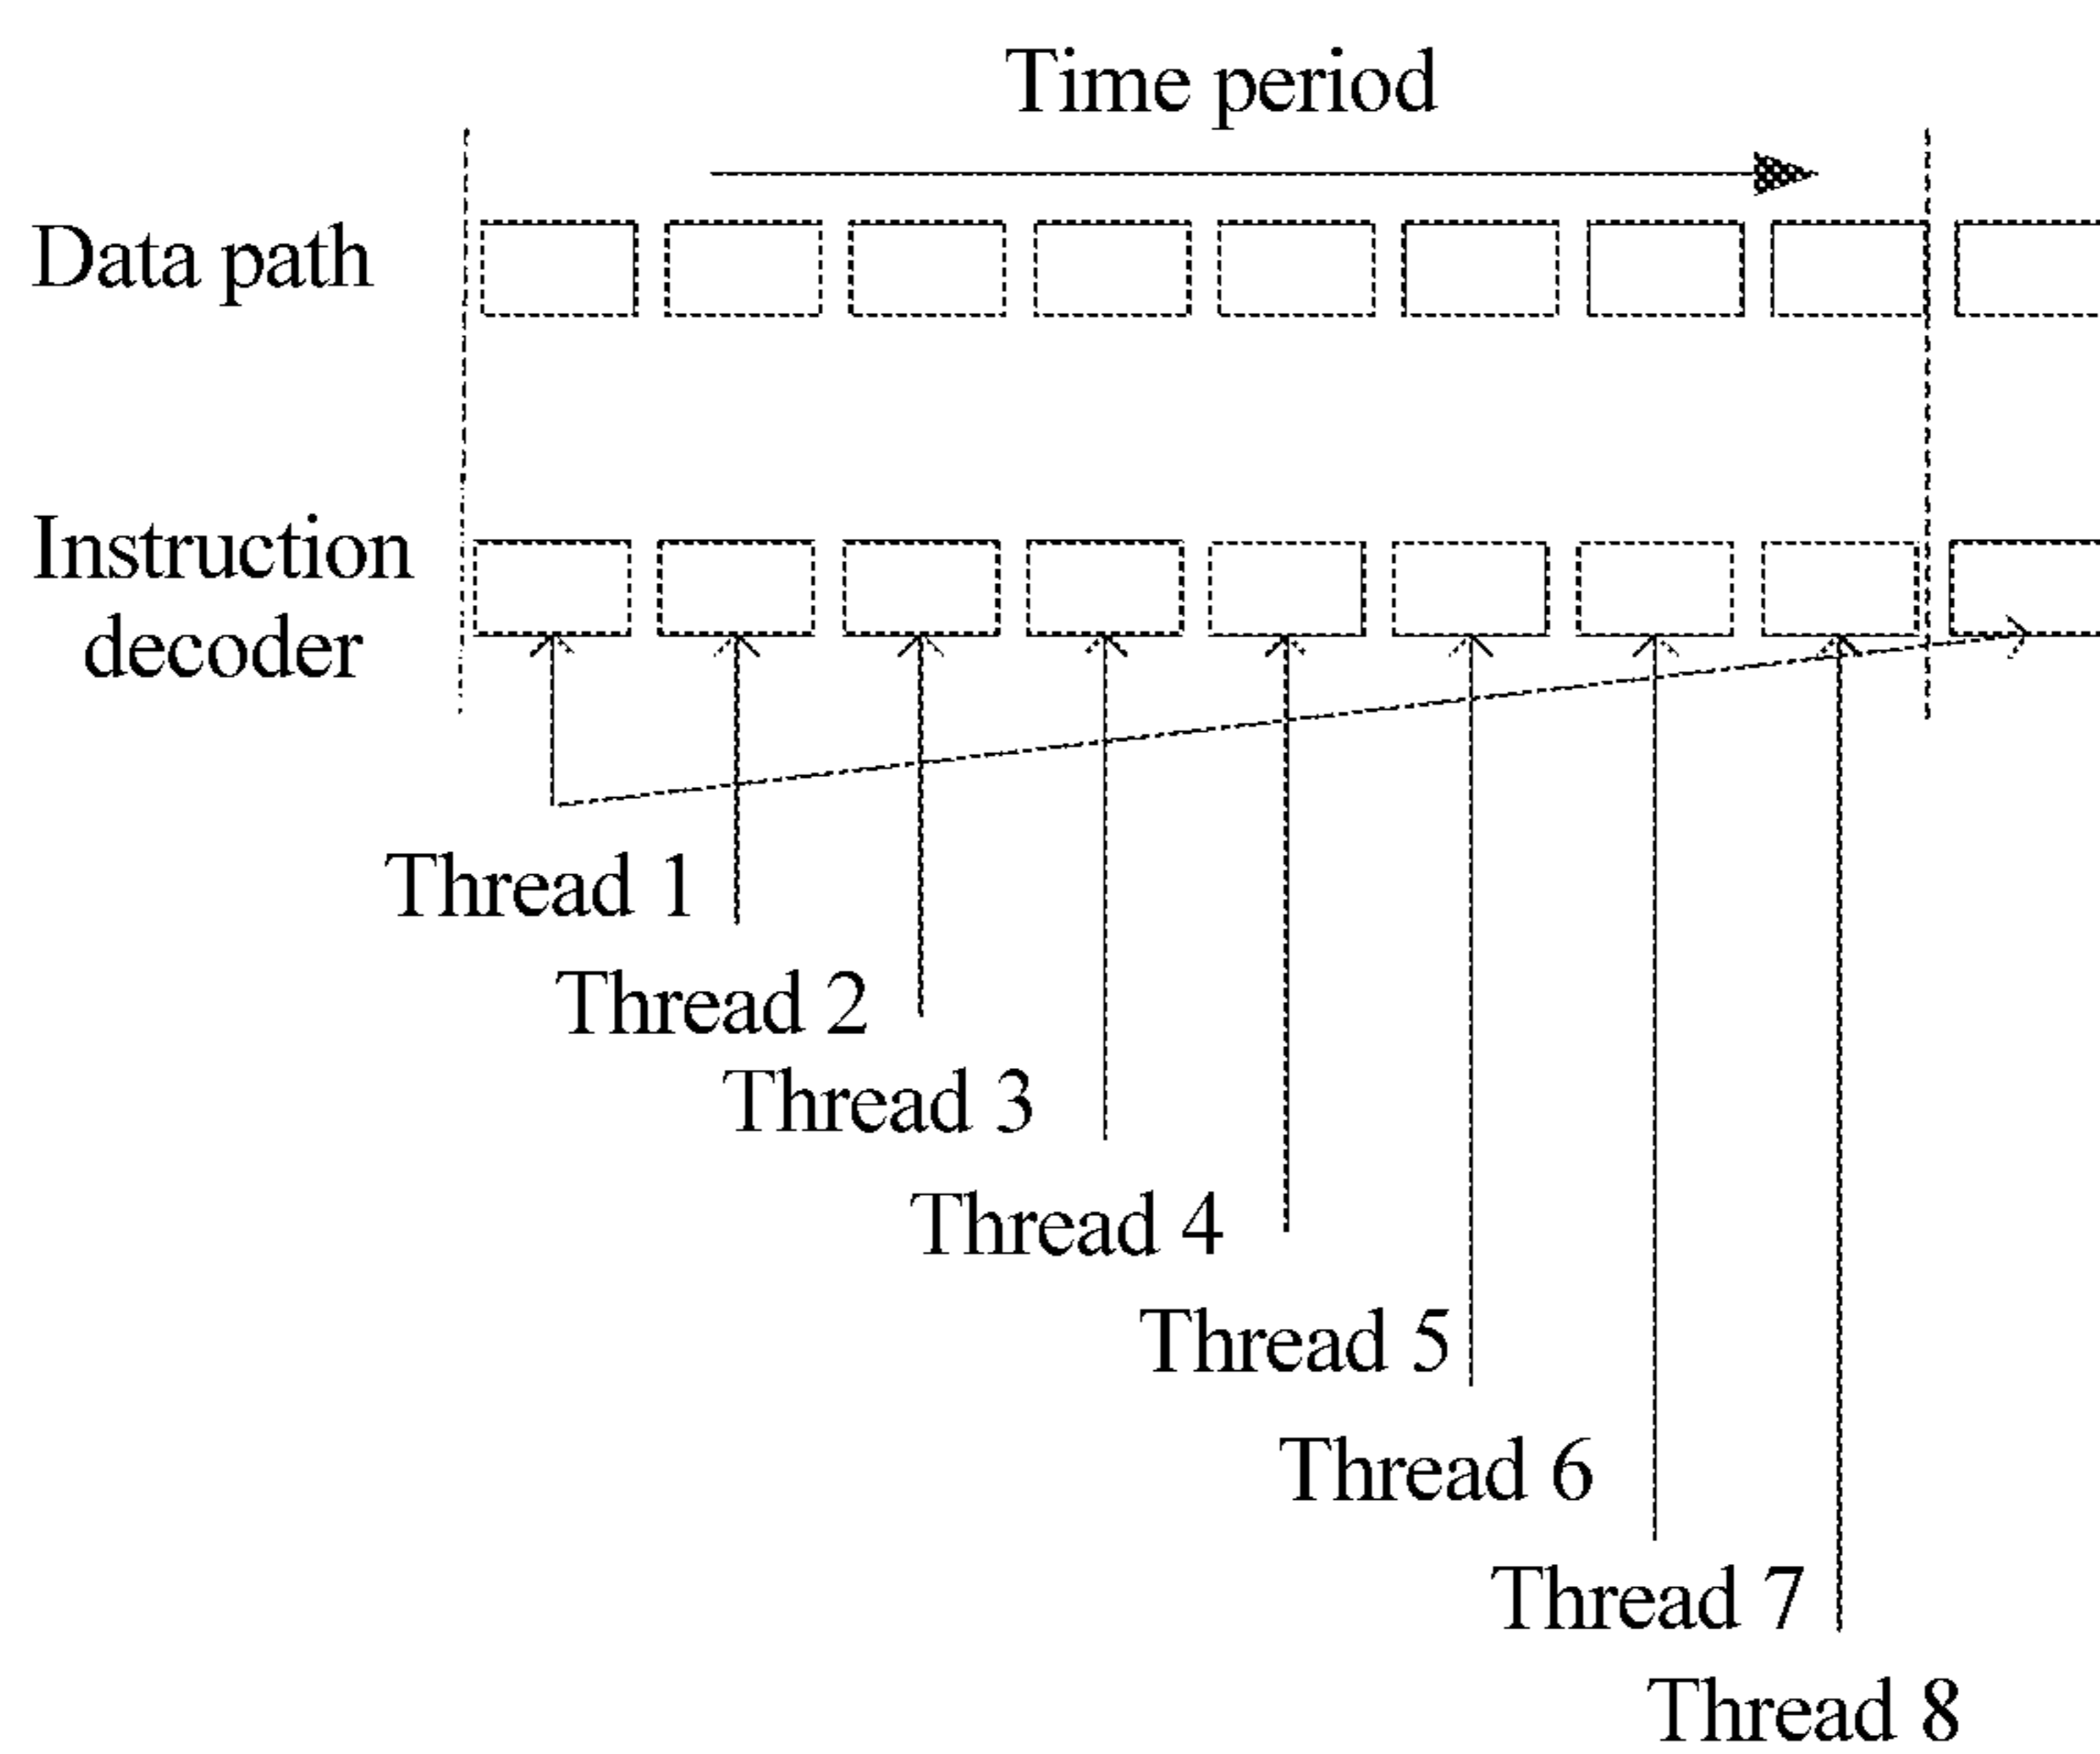 Time period
Data path
Instruction
decoder
Thread 1
Thread 2
Thread 3
Thread 4
Thread 5
Thread 6
Thread 7
Thread 8